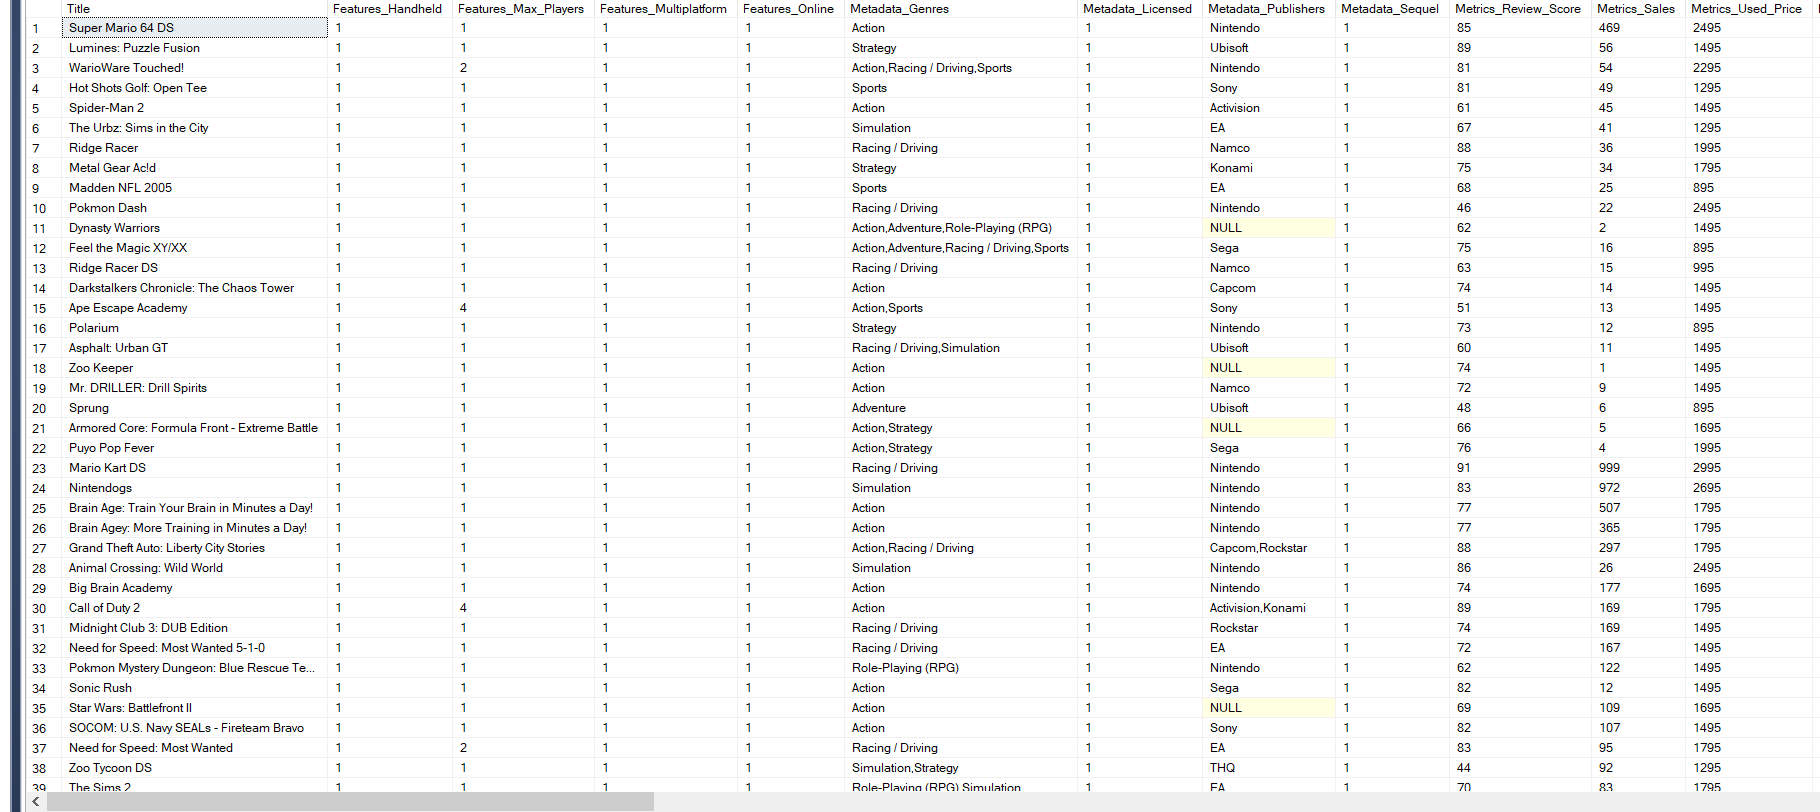 Title Features_Handheld Features_Max_Players Features_Multiplatform Features_Online Metadata_Genres Metadata_Licensed Metadata_Publishers Metadata_Sequel Metrics_Review_Score Metrics_Sales Metrics_Used_Price
1 Super Mario 64 DS 1 1 1 1 Action 1 Nintendo 1 85 469 2495
2 Lumines: Puzzle Fusion 1 1 1 1 Strategy 1 Ubisoft 1 89 56 1495
3 WarioWare Touched! 1 2 1 1 Action,Racing / Driving,Sports 1 Nintendo 1 81 54 2295
4 Hot Shots Golf: Open Tee 1 1 1 1 Sports 1 Sony 1 81 49 1295
5 Spider-Man 2 1 1 1 1 Action 1 Activision 1 61 45 1495
6 The Urbz: Sims in the City 1 1 1 1 Simulation 1 EA 1 67 41 1295
7 Ridge Racer 1 1 1 1 Racing / Driving 1 Namco 1 88 36 1995
8 Metal Gear Ac!d 1 1 1 1 Strategy 1 Konami 1 75 34 1795
9 Madden NFL 2005 1 1 1 1 Sports 1 EA 1 68 25 895
10 Pokmon Dash 1 1 1 1 Racing / Driving 1 Nintendo 1 46 22 2495
11 Dynasty Warriors 1 1 1 1 Action,Adventure,Role-Playing (RPG) 1 NULL 1 62 2 1495
12 Feel the Magic XY/XX 1 1 1 1 Action,Adventure,Racing / Driving,Sports 1 Sega 1 75 16 895
13 Ridge Racer DS 1 1 1 1 Racing / Driving 1 Namco 1 63 15 995
14 Darkstalkers Chronicle: The Chaos Tower 1 1 1 1 Action 1 Capcom 1 74 14 1495
15 Ape Escape Academy 1 4 1 1 Action,Sports 1 Sony 1 51 13 1495
16 Polarium 1 1 1 1 Strategy 1 Nintendo 1 73 12 895
17 Asphalt: Urban GT 1 1 1 1 Racing / Driving,Simulation 1 Ubisoft 1 60 11 1495
18 Zoo Keeper 1 1 1 1 Action 1 NULL 1 74 1 1495
19 Mr. DRILLER: Drill Spirits 1 1 1 1 Action 1 Namco 1 72 9 1495
20 Sprung 1 1 1 1 Adventure 1 Ubisoft 1 48 6 895
21 Armored Core: Formula Front - Extreme Battle 1 1 1 1 Action,Strategy 1 NULL 1 66 5 1695
22 Puyo Pop Fever 1 1 1 1 Action,Strategy 1 Sega 1 76 4 1995
23 Mario Kart DS 1 1 1 1 Racing / Driving 1 Nintendo 1 91 999 2995
24 Nintendogs 1 1 1 1 Simulation 1 Nintendo 1 83 972 2695
25 Brain Age: Train Your Brain in Minutes a Day! 1 1 1 1 Action 1 Nintendo 1 77 507 1795
26 Brain Agey: More Training in Minutes a Day! 1 1 1 1 Action 1 Nintendo 1 77 365 1795
27 Grand Theft Auto: Liberty City Stories 1 1 1 1 Action,Racing / Driving 1 Capcom,Rockstar 1 88 297 1795
28 Animal Crossing: Wild World 1 1 1 1 Simulation 1 Nintendo 1 86 26 2495
29 Big Brain Academy 1 1 1 1 Action 1 Nintendo 1 74 177 1695
30 Call of Duty 2 1 4 1 1 Action 1 Activision,Konami 1 89 169 1795
31 Midnight Club 3: DUB Edition 1 1 1 1 Racing / Driving 1 Rockstar 1 74 169 1495
32 Need for Speed: Most Wanted 5-1-0 1 1 1 1 Racing / Driving 1 EA 1 72 167 1495
33 Pokmon Mystery Dungeon: Blue Rescue Te... 1 1 1 1 Role-Playing (RPG) 1 Nintendo 1 62 122 1495
34 Sonic Rush 1 1 1 1 Action 1 Sega 1 82 12 1495
35 Star Wars: Battlefront II 1 1 1 1 Action 1 NULL 1 69 109 1695
36 SOCOM: U.S. Navy SEALs - Fireteam Bravo 1 1 1 1 Action 1 Sony 1 82 107 1495
37 Need for Speed: Most Wanted 1 2 1 1 Racing / Driving 1 EA 1 83 95 1795
38 Zoo Tycoon DS 1 1 1 1 Simulation,Strategy 1 THQ 1 44 92 1295
39 The Sims 2 1 1 1 1 Role-Playing (RPG),Simulation 1 EA 1 70 83 1795